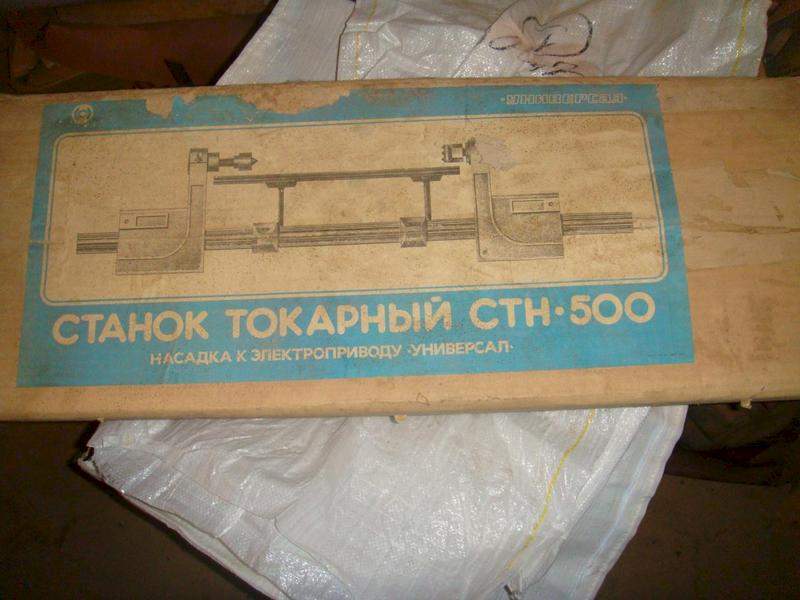 ·УНИВЕРСАЛ·
СТАНОК ТОКАРНЫЙ СТН·500
НАСАДКА К ЭЛЕКТРОПРИВОДУ ·УНИВЕРСАЛ·